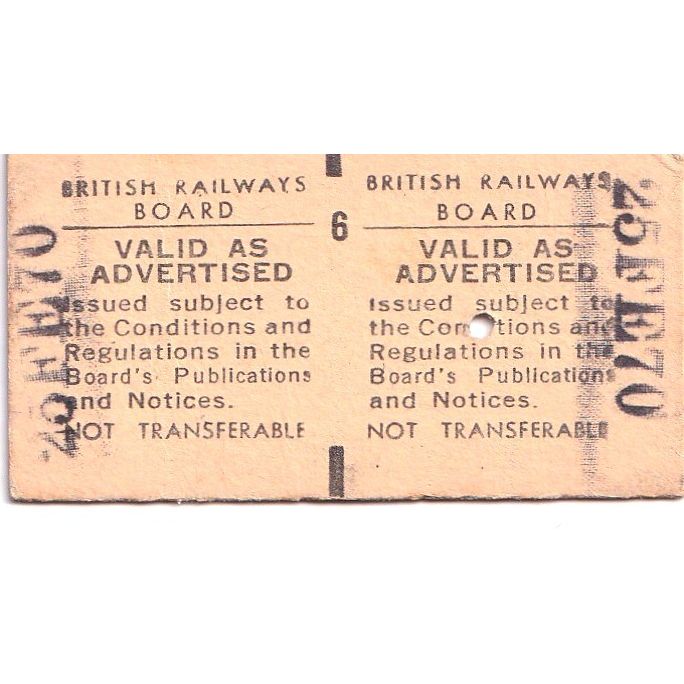 BRITISH RAILWAYS
BOARD
VALID AS
ADVERTISED
Issued subject to
the Conditions and
Regulations in the
Board's Publications
and Notices.
NOT TRANSFERABLE
6
BRITISH RAILWAYS
BOARD
VALID AS
ADVERTISED
Issued subject to
the and
Regulations in the
Board's Publications
and Notices.
NOT TRANSFERABLE
FE70
25FE70